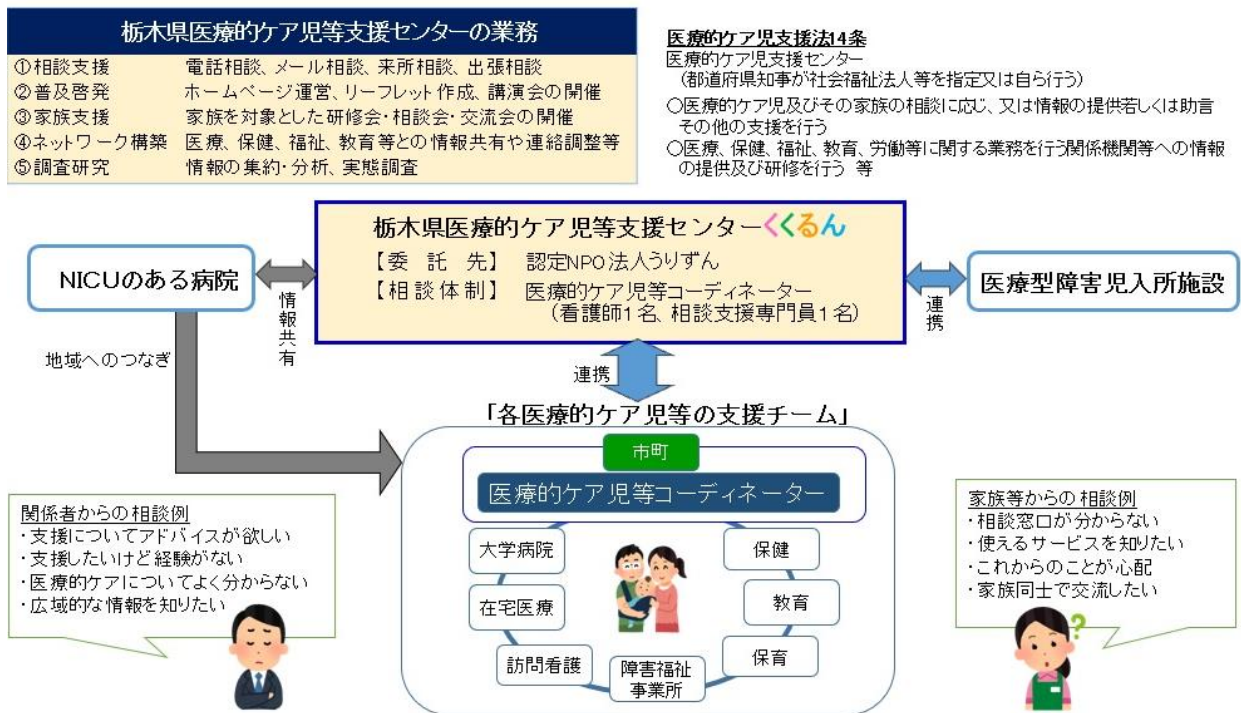 栃木県医療的ケア児等支援センターの業務
①相談支援 電話相談、メール相談、来所相談、出張相談
②普及啓発 ホームページ運営、リーフレット作成、講演会の開催
③家族支援 家族を対象とした研修会・相談会・交流会の開催
④ネットワーク構築 医療、保健、福祉、教育等との情報共有や連絡調整等
⑤調査研究 情報の集約・分析、実態調査
医療的ケア児支援法14条
医療的ケア児支援センター
(都道府県知事が社会福祉法人等を指定又は自ら行う)
○医療的ケア児及びその家族の相談に応じ、又は情報の提供若しくは助言
その他の支援を行う
○医療、保健、福祉、教育、労働等に関する業務を行う関係機関等への情報
の提供及び研修を行う 等
栃木県医療的ケア児等支援センターくくるん
【委託先】 認定NPO法人うりずん
【相談体制】 医療的ケア児等コーディネーター
(看護師1名、相談支援専門員1名)
NICUのある病院
情報共有
連携
医療型障害児入所施設
地域へのつなぎ
連携
「各医療的ケア児等の支援チーム」
市町
医療的ケア児等コーディネーター
大学病院
保健
在宅医療
教育
訪問看護
障害福祉
事業所
保育
関係者からの相談例
・支援についてアドバイスが欲しい
・支援したいけど経験がない
・医療的ケアについてよく分からない
・広域的な情報を知りたい
家族等からの相談例
・相談窓口が分からない
・使えるサービスを知りたい
・これからのことが心配
・家族同士で交流したい
?